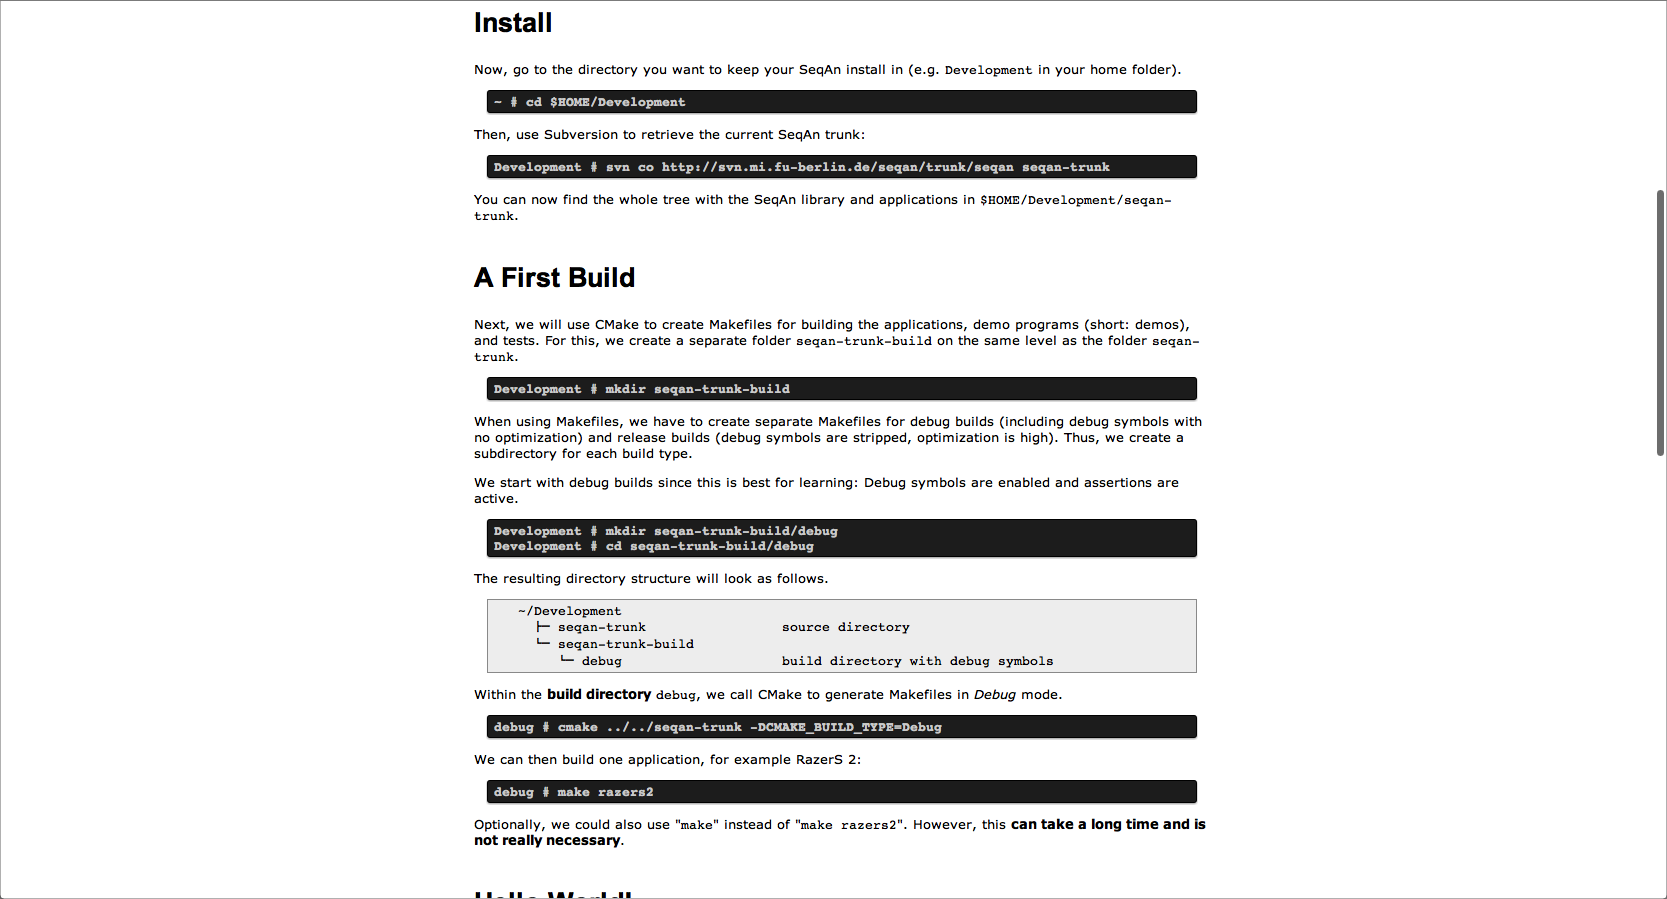 Install
Now, go to the directory you want to keep your SeqAn install in (e.g. Development in your home folder).
~ # cd $HOME/Development
Then, use Subversion to retrieve the current SeqAn trunk:
Development # svn co http://svn.mi.fu-berlin.de/seqan/trunk/seqan seqan-trunk
You can now find the whole tree with the SeqAn library and applications in $HOME/Development/seqan-
trunk.
A First Build
Next, we will use CMake to create Makefiles for building the applications, demo programs (short: demos),
and tests. For this, we create a separate folder seqan-trunk-build on the same level as the folder seqan-
trunk.
Development # mkdir seqan-trunk-build
When using Makefiles, we have to create separate Makefiles for debug builds (including debug symbols with
no optimization) and release builds (debug symbols are stripped, optimization is high). Thus, we create a
subdirectory for each build type.
We start with debug builds since this is best for learning: Debug symbols are enabled and assertions are
active.
Development # mkdir seqan-trunk-build/debug
Development # cd seqan-trunk-build/debug
The resulting directory structure will look as follows.
~/Development
├─ seqan-trunk source directory
└─ seqan-trunk-build
└─ debug build directory with debug symbols
Within the build directory debug, we call CMake to generate Makefiles in Debug mode.
debug # cmake ../../seqan-trunk -DCMAKE_BUILD_TYPE=Debug
We can then build one application, for example RazerS 2:
debug # make razers2
Optionally, we could also use "make" instead of "make razers2". However, this can take a long time and is
not really necessary.
Hello World!